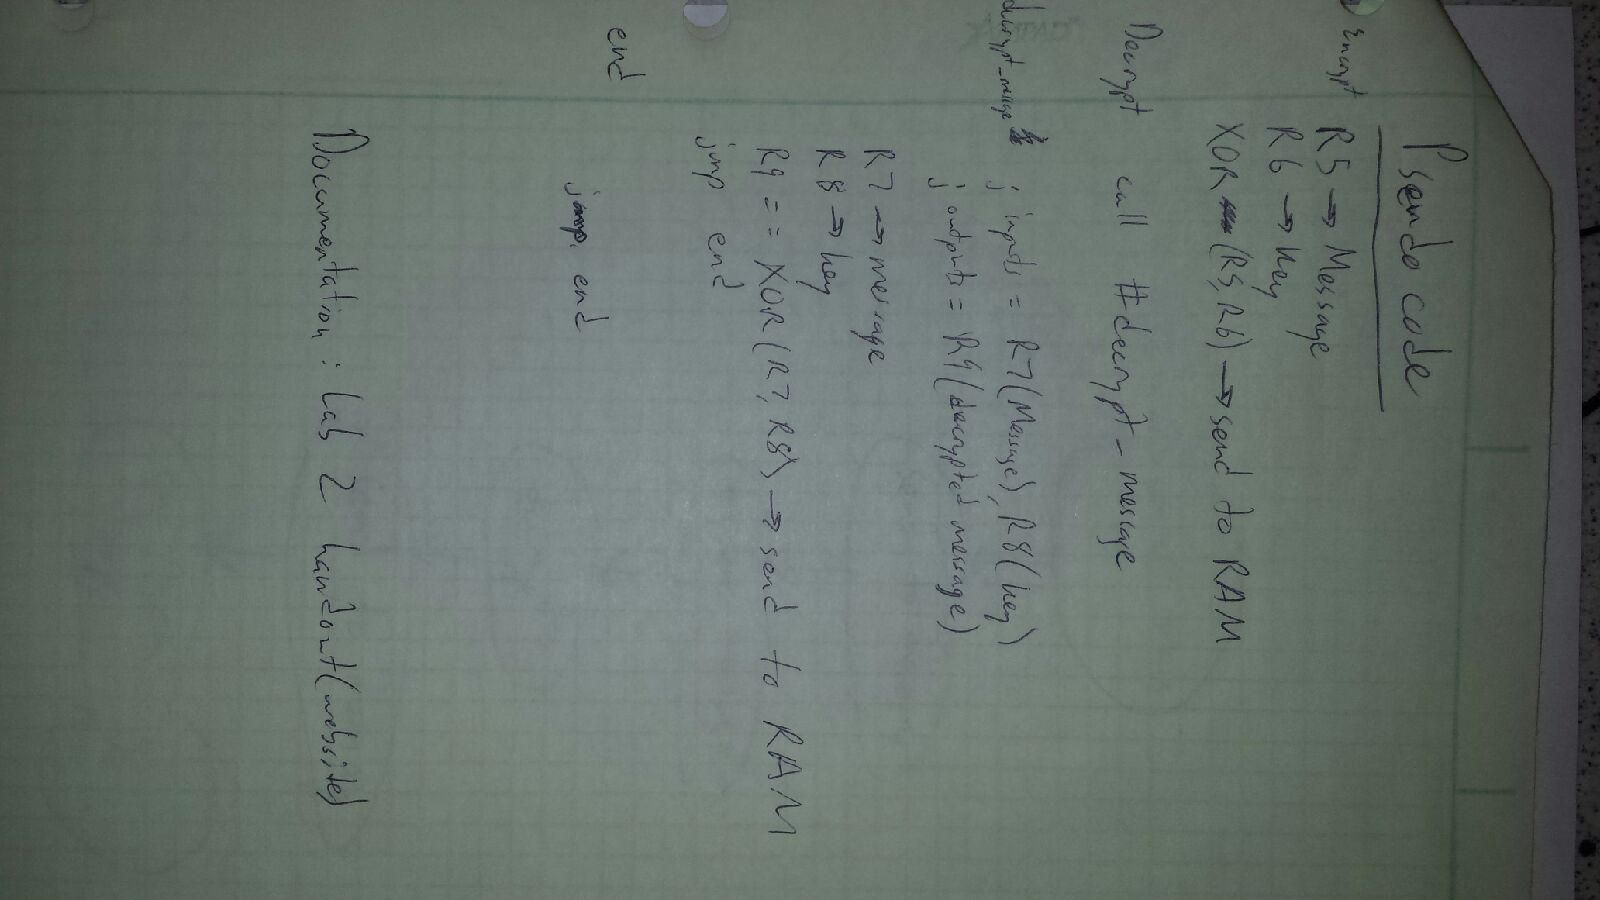 Psendo code
Encrypt R5 → Message
R6 → key
XOR (R5, R6) → send to RAM
Decrypt call #decrypt_message
decrypt_message ; inputs = R7 (Message), R8 (key)
; outputs = R9 (decrypted message)
R7 → message
R8 → key
R9 == XOR (R7, R8) → send to RAM
jmp end
end
jmp end
Documentation: Lab 2 handout (website)